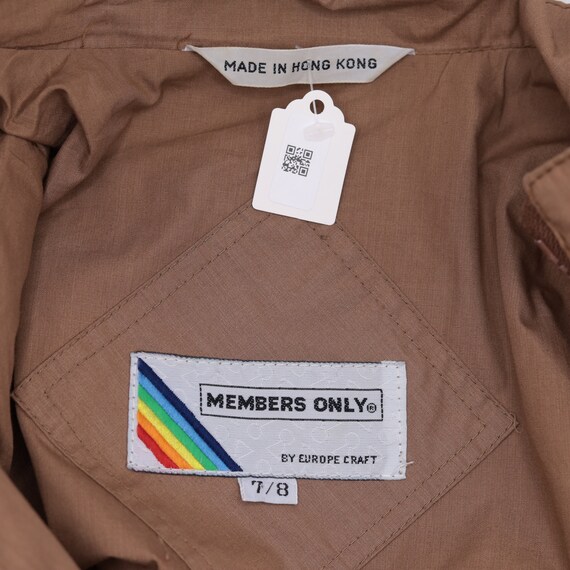 MADE IN HONG KONG
MEMBERS ONLY®
BY EUROPE CRAFT
7/8